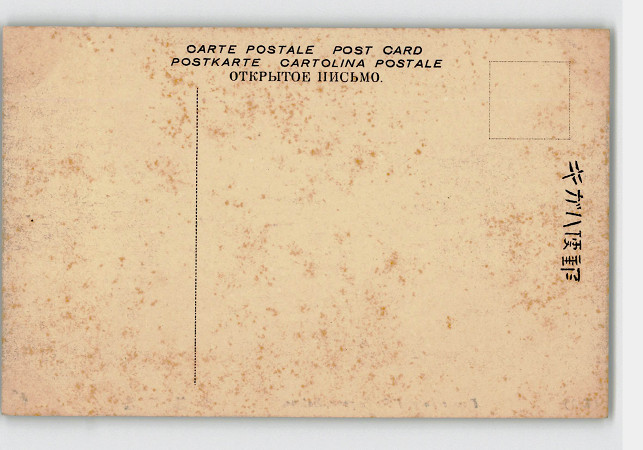 CARTE POSTALE POST CARD
POSTKARTE CARTOLINA POSTALE
ОТКРЫТОЕ ПИСЬМО.
郵便ハガキ